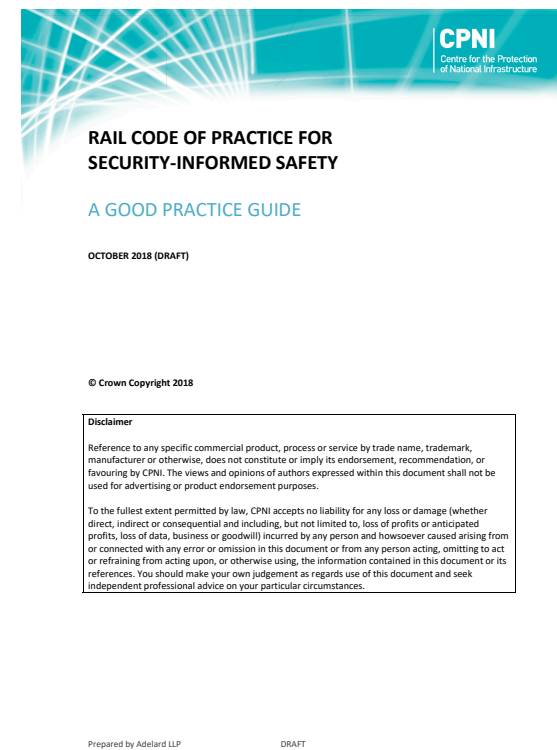 CPNI
Centre for the Protection
of National Infrastructure
RAIL CODE OF PRACTICE FOR
SECURITY-INFORMED SAFETY
A GOOD PRACTICE GUIDE
OCTOBER 2018 (DRAFT)
© Crown Copyright 2018
Disclaimer
Reference to any specific commercial product, process or service by trade name, trademark,
manufacturer or otherwise, does not constitute or imply its endorsement, recommendation, or
favouring by CPNI. The views and opinions of authors expressed within this document shall not be
used for advertising or product endorsement purposes.
To the fullest extent permitted by law, CPNI accepts no liability for any loss or damage (whether
direct, indirect or consequential and including, but not limited to, loss of profits or anticipated
profits, loss of data, business or goodwill) incurred by any person and howsoever caused arising from
or connected with any error or omission in this document or from any person acting, omitting to act
or refraining from acting upon, or otherwise using, the information contained in this document or its
references. You should make your own judgement as regards use of this document and seek
independent professional advice on your particular circumstances.
Prepared by Adelard LLP DRAFT